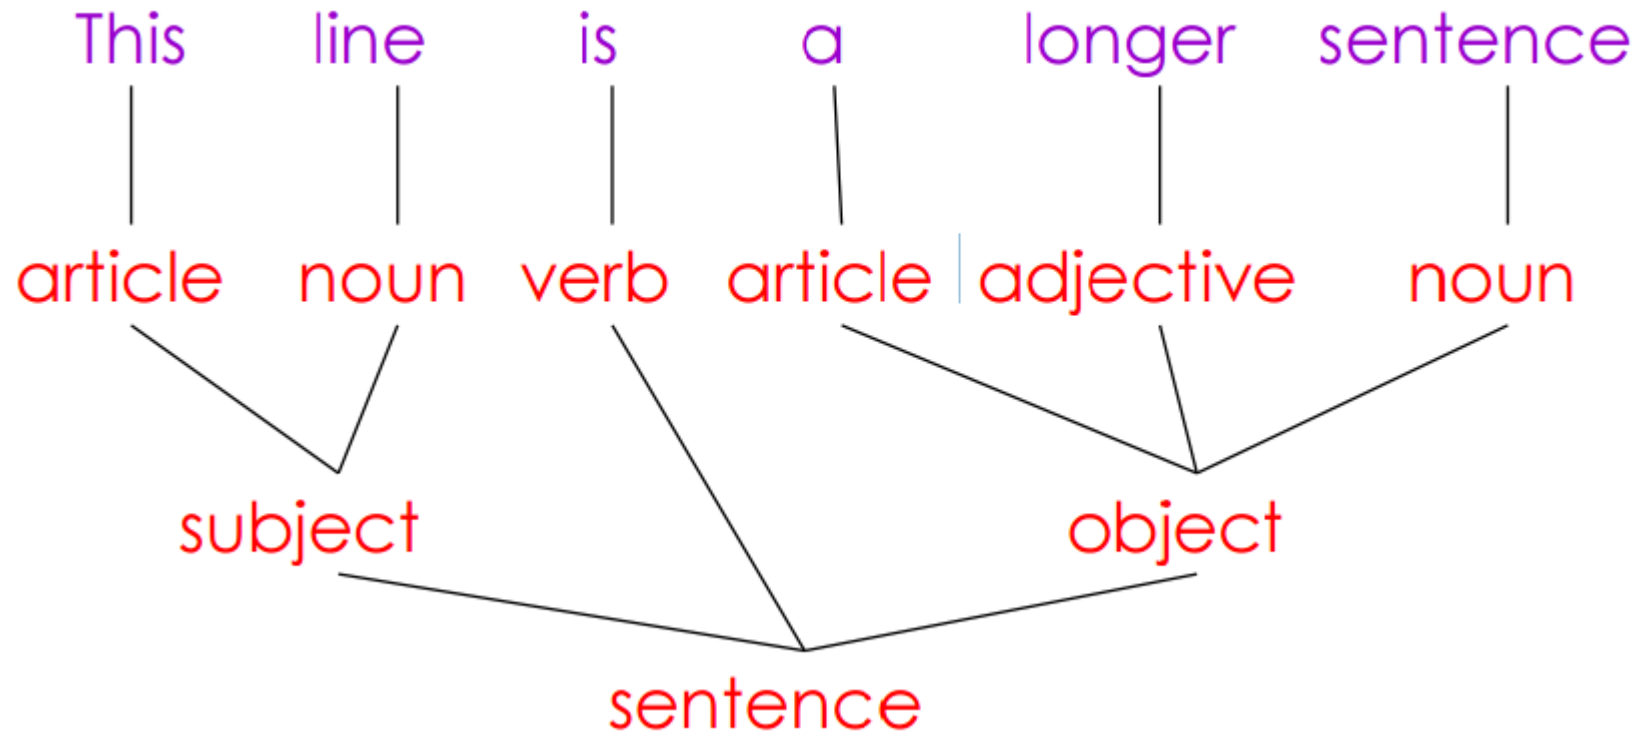 This line is a longer sentence
article noun verb article adjective noun
subject object
sentence